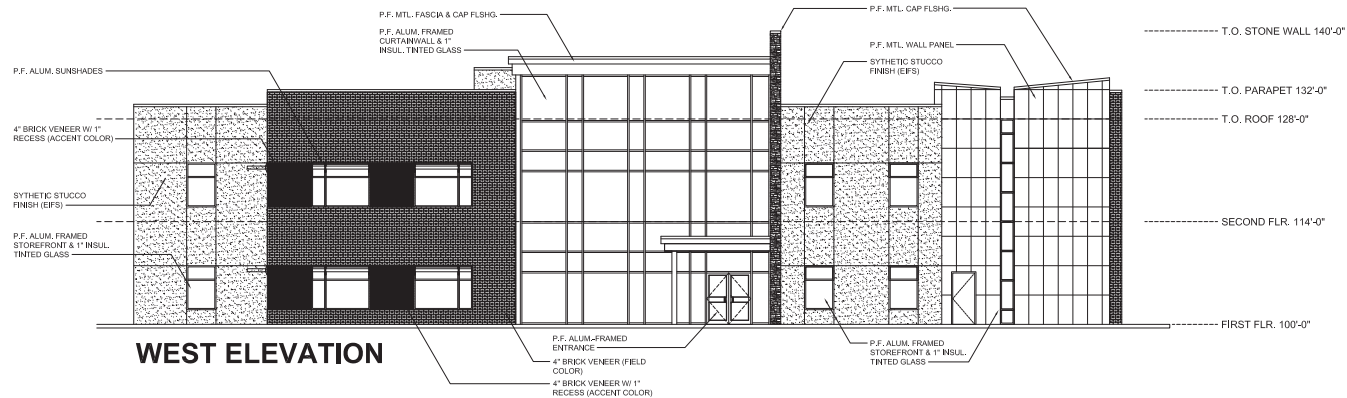 P.F. MTL. FASCIA & CAP FLSHG.
P.F. ALUM. FRAMED
CURTAINWALL & 1"
INSUL. TINTED GLASS
P.F. ALUM. SUNSHADES
4" BRICK VENEER W/ 1"
RECESS (ACCENT COLOR)
SYTHETIC STUCCO
FINISH (EIFS)
P.F. ALUM. FRAMED
STOREFRONT & 1" INSUL.
TINTED GLASS
P.F. MTL. CAP FLSHG.
P.F. MTL. WALL PANEL
SYTHETIC STUCCO
FINISH (EIFS)
T.O. STONE WALL 140'-0"
T.O. PARAPET 132'-0"
T.O. ROOF 128'-0"
SECOND FLR. 114'-0"
FIRST FLR. 100'-0"
WEST ELEVATION
P.F. ALUM.-FRAMED
ENTRANCE
4" BRICK VENEER (FIELD
COLOR)
4" BRICK VENEER W/ 1"
RECESS (ACCENT COLOR)
P.F. ALUM. FRAMED
STOREFRONT & 1" INSUL.
TINTED GLASS